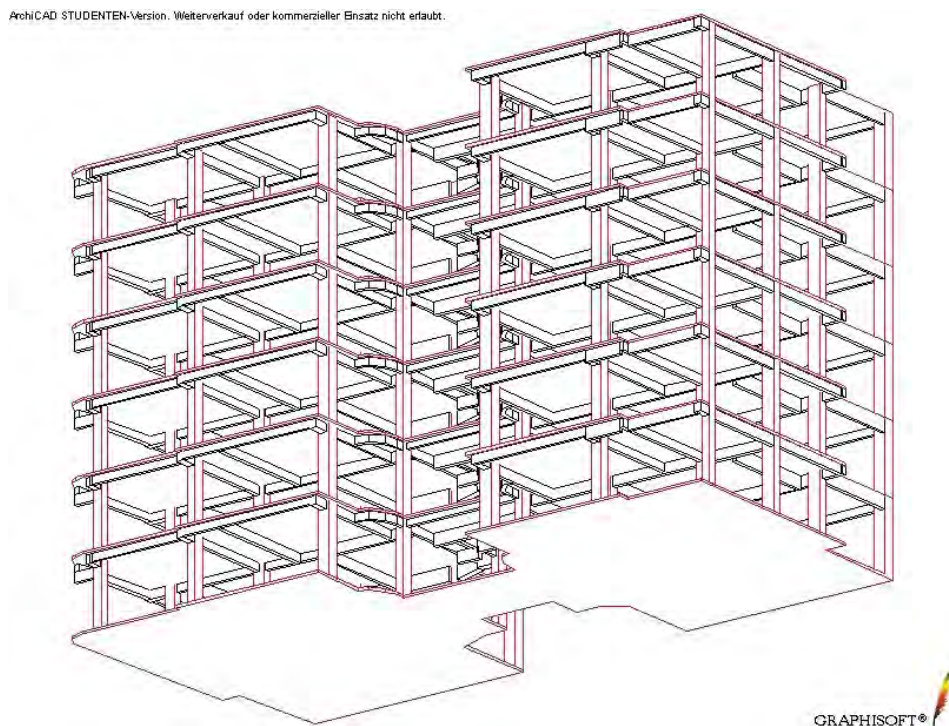 ArchiCAD STUDENTEN-Version. Weiterverkauf oder kommerzieller Einsatz nicht erlaubt.
GRAPHISOFT®